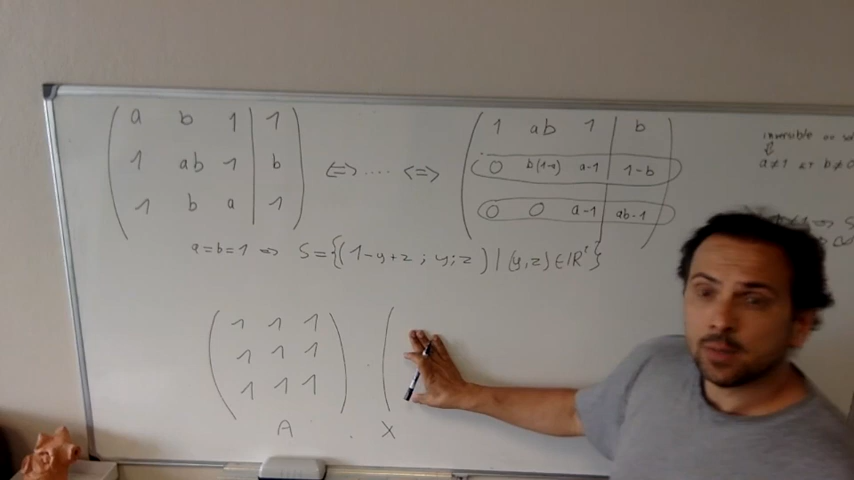 a b 1 | 1
1 ab 1 | b
1 b a | 1
<=> .... <=>
1 ab 1 | b
0 b(1-a) a-1 | 1-b
0 0 a-1 | ab-1
inversible
⇕
a≠1 et b≠0
a=b=1 => S={(1-y+z; y; z) | (y,z)∈ℝ²}
1 1 1
1 1 1
1 1 1
A . X